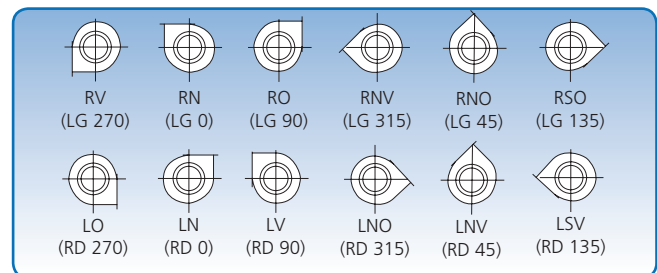 RV RN RO RNV RNO RSO
(LG 270) (LG 0) (LG 90) (LG 315) (LG 45) (LG 135)
LO LN LV LNO LNV LSV
(RD 270) (RD 0) (RD 90) (RD 315) (RD 45) (RD 135)